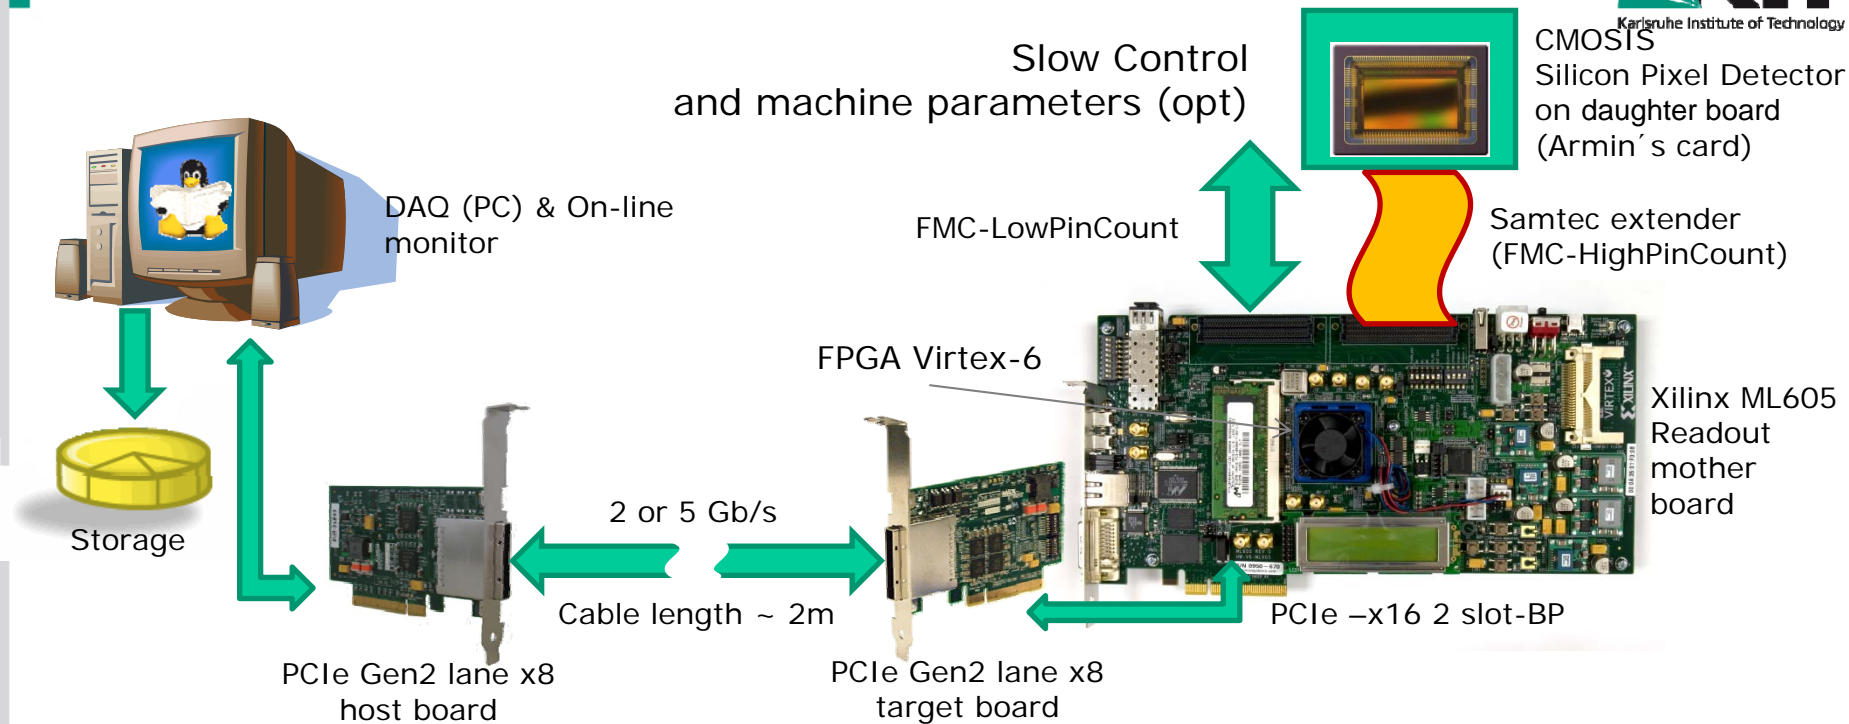 Karlsruhe Institute of Technology
Slow Control
and machine parameters (opt)
CMOSIS
Silicon Pixel Detector
on daughter board
(Armin´s card)
DAQ (PC) & On-line
monitor
FMC-LowPinCount
Samtec extender
(FMC-HighPinCount)
FPGA Virtex-6
VIRTEX
XILINX
Xilinx ML605
Readout
mother
board
Storage
2 or 5 Gb/s
Cable length ~ 2m
PCIe –x16 2 slot-BP
PCIe Gen2 lane x8
host board
PCIe Gen2 lane x8
target board